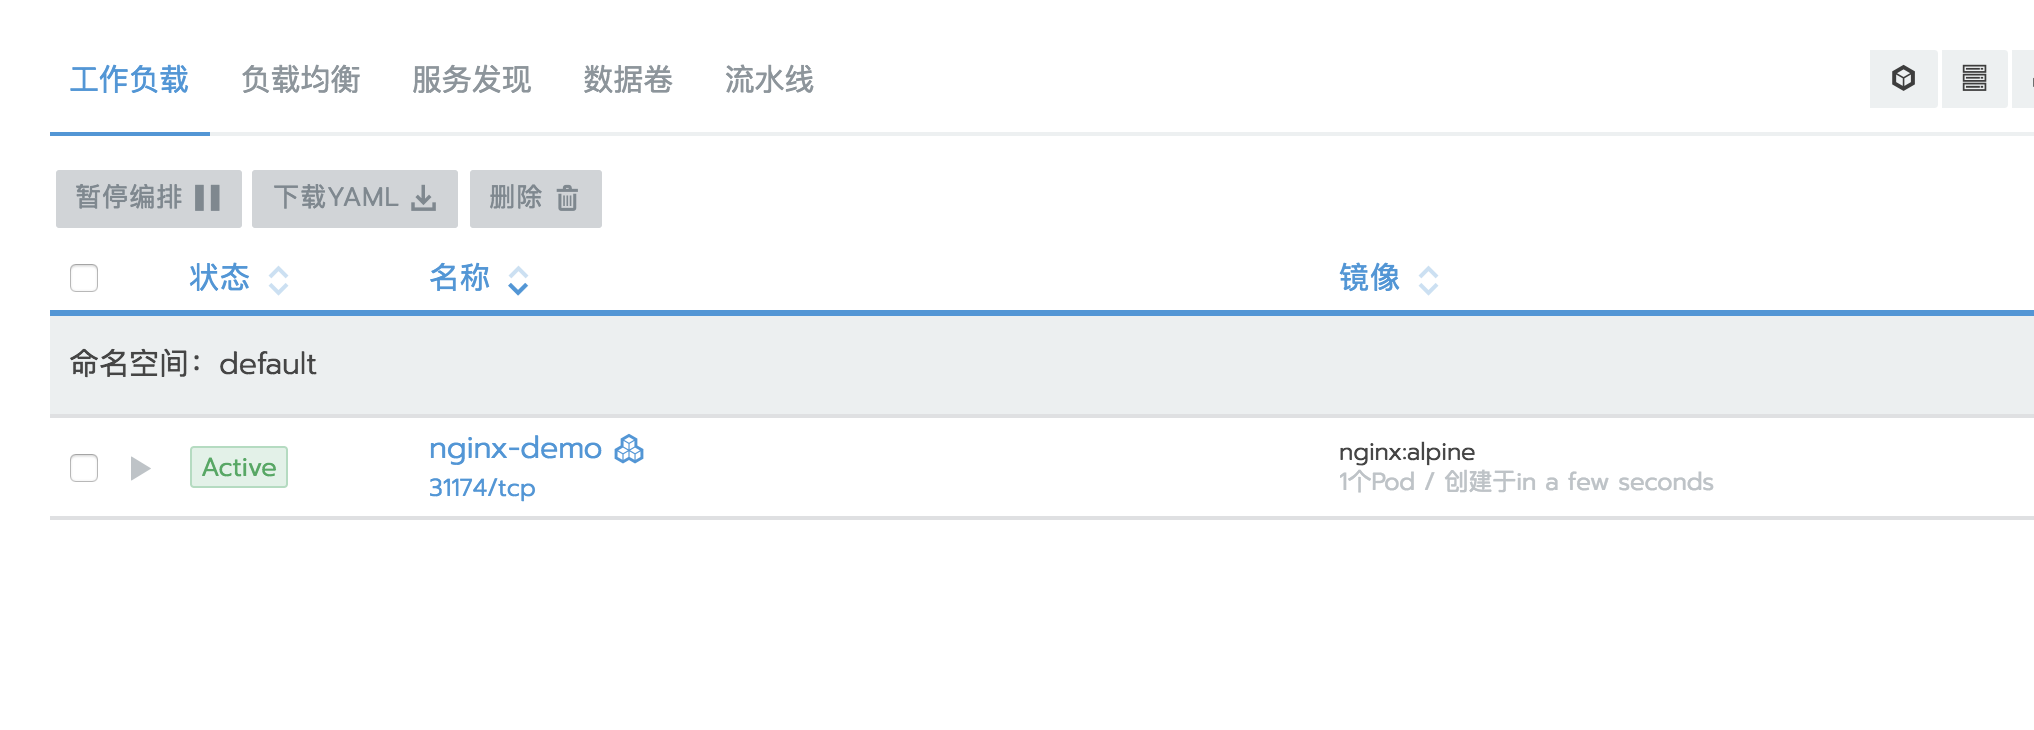 工作负载 负载均衡 服务发现 数据卷 流水线
暂停编排 下载YAML 删除
状态 名称 镜像
命名空间：default
Active nginx-demo nginx:alpine
31174/tcp 1个Pod / 创建于in a few seconds